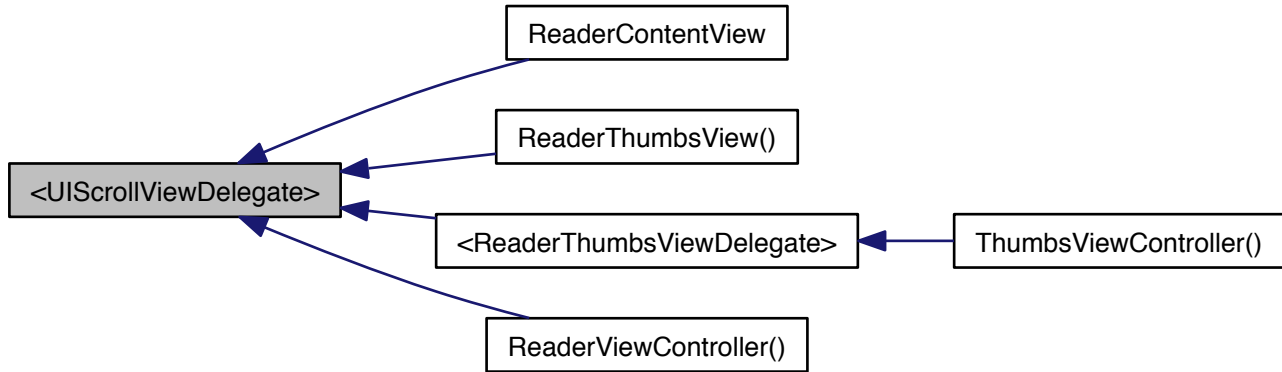 ReaderContentView
ReaderThumbsView()
<UIScrollViewDelegate>
<ReaderThumbsViewDelegate>
ThumbsViewController()
ReaderViewController()